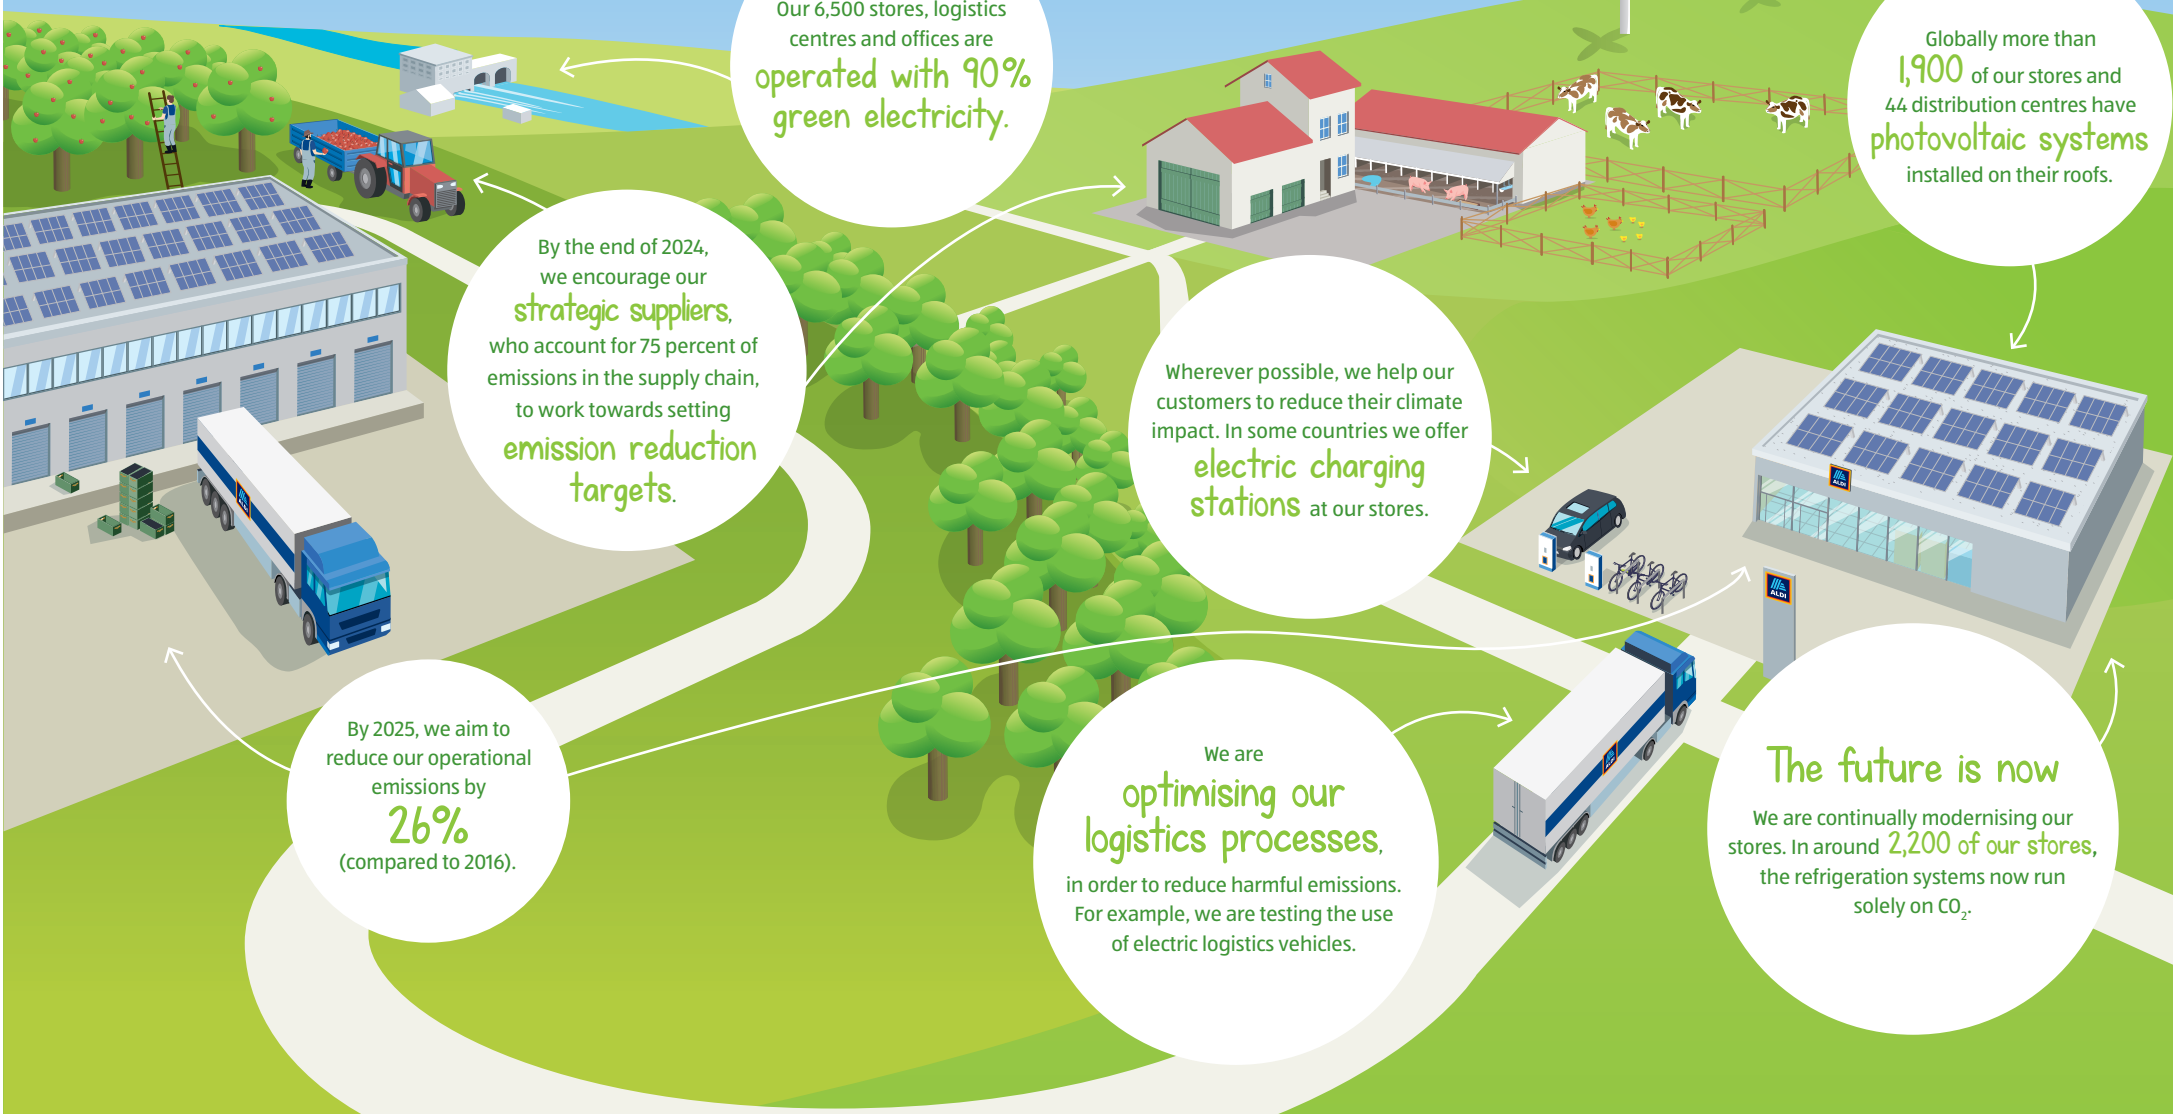 Our 6,500 stores, logistics
centres and offices are
operated with 90%
green electricity.
Globally more than
1,900 of our stores and
44 distribution centres have
photovoltaic systems
installed on their roofs.
By the end of 2024,
we encourage our
strategic suppliers,
who account for 75 percent of
emissions in the supply chain,
to work towards setting
emission reduction
targets.
Wherever possible, we help our
customers to reduce their climate
impact. In some countries we offer
electric charging
stations at our stores.
ALDI
ALDI
ALDI
ALDI
By 2025, we aim to
reduce our operational
emissions by
26%
(compared to 2016).
We are
optimising our
logistics processes,
in order to reduce harmful emissions.
For example, we are testing the use
of electric logistics vehicles.
The future is now
We are continually modernising our
stores. In around 2,200 of our stores,
the refrigeration systems now run
solely on CO₂.